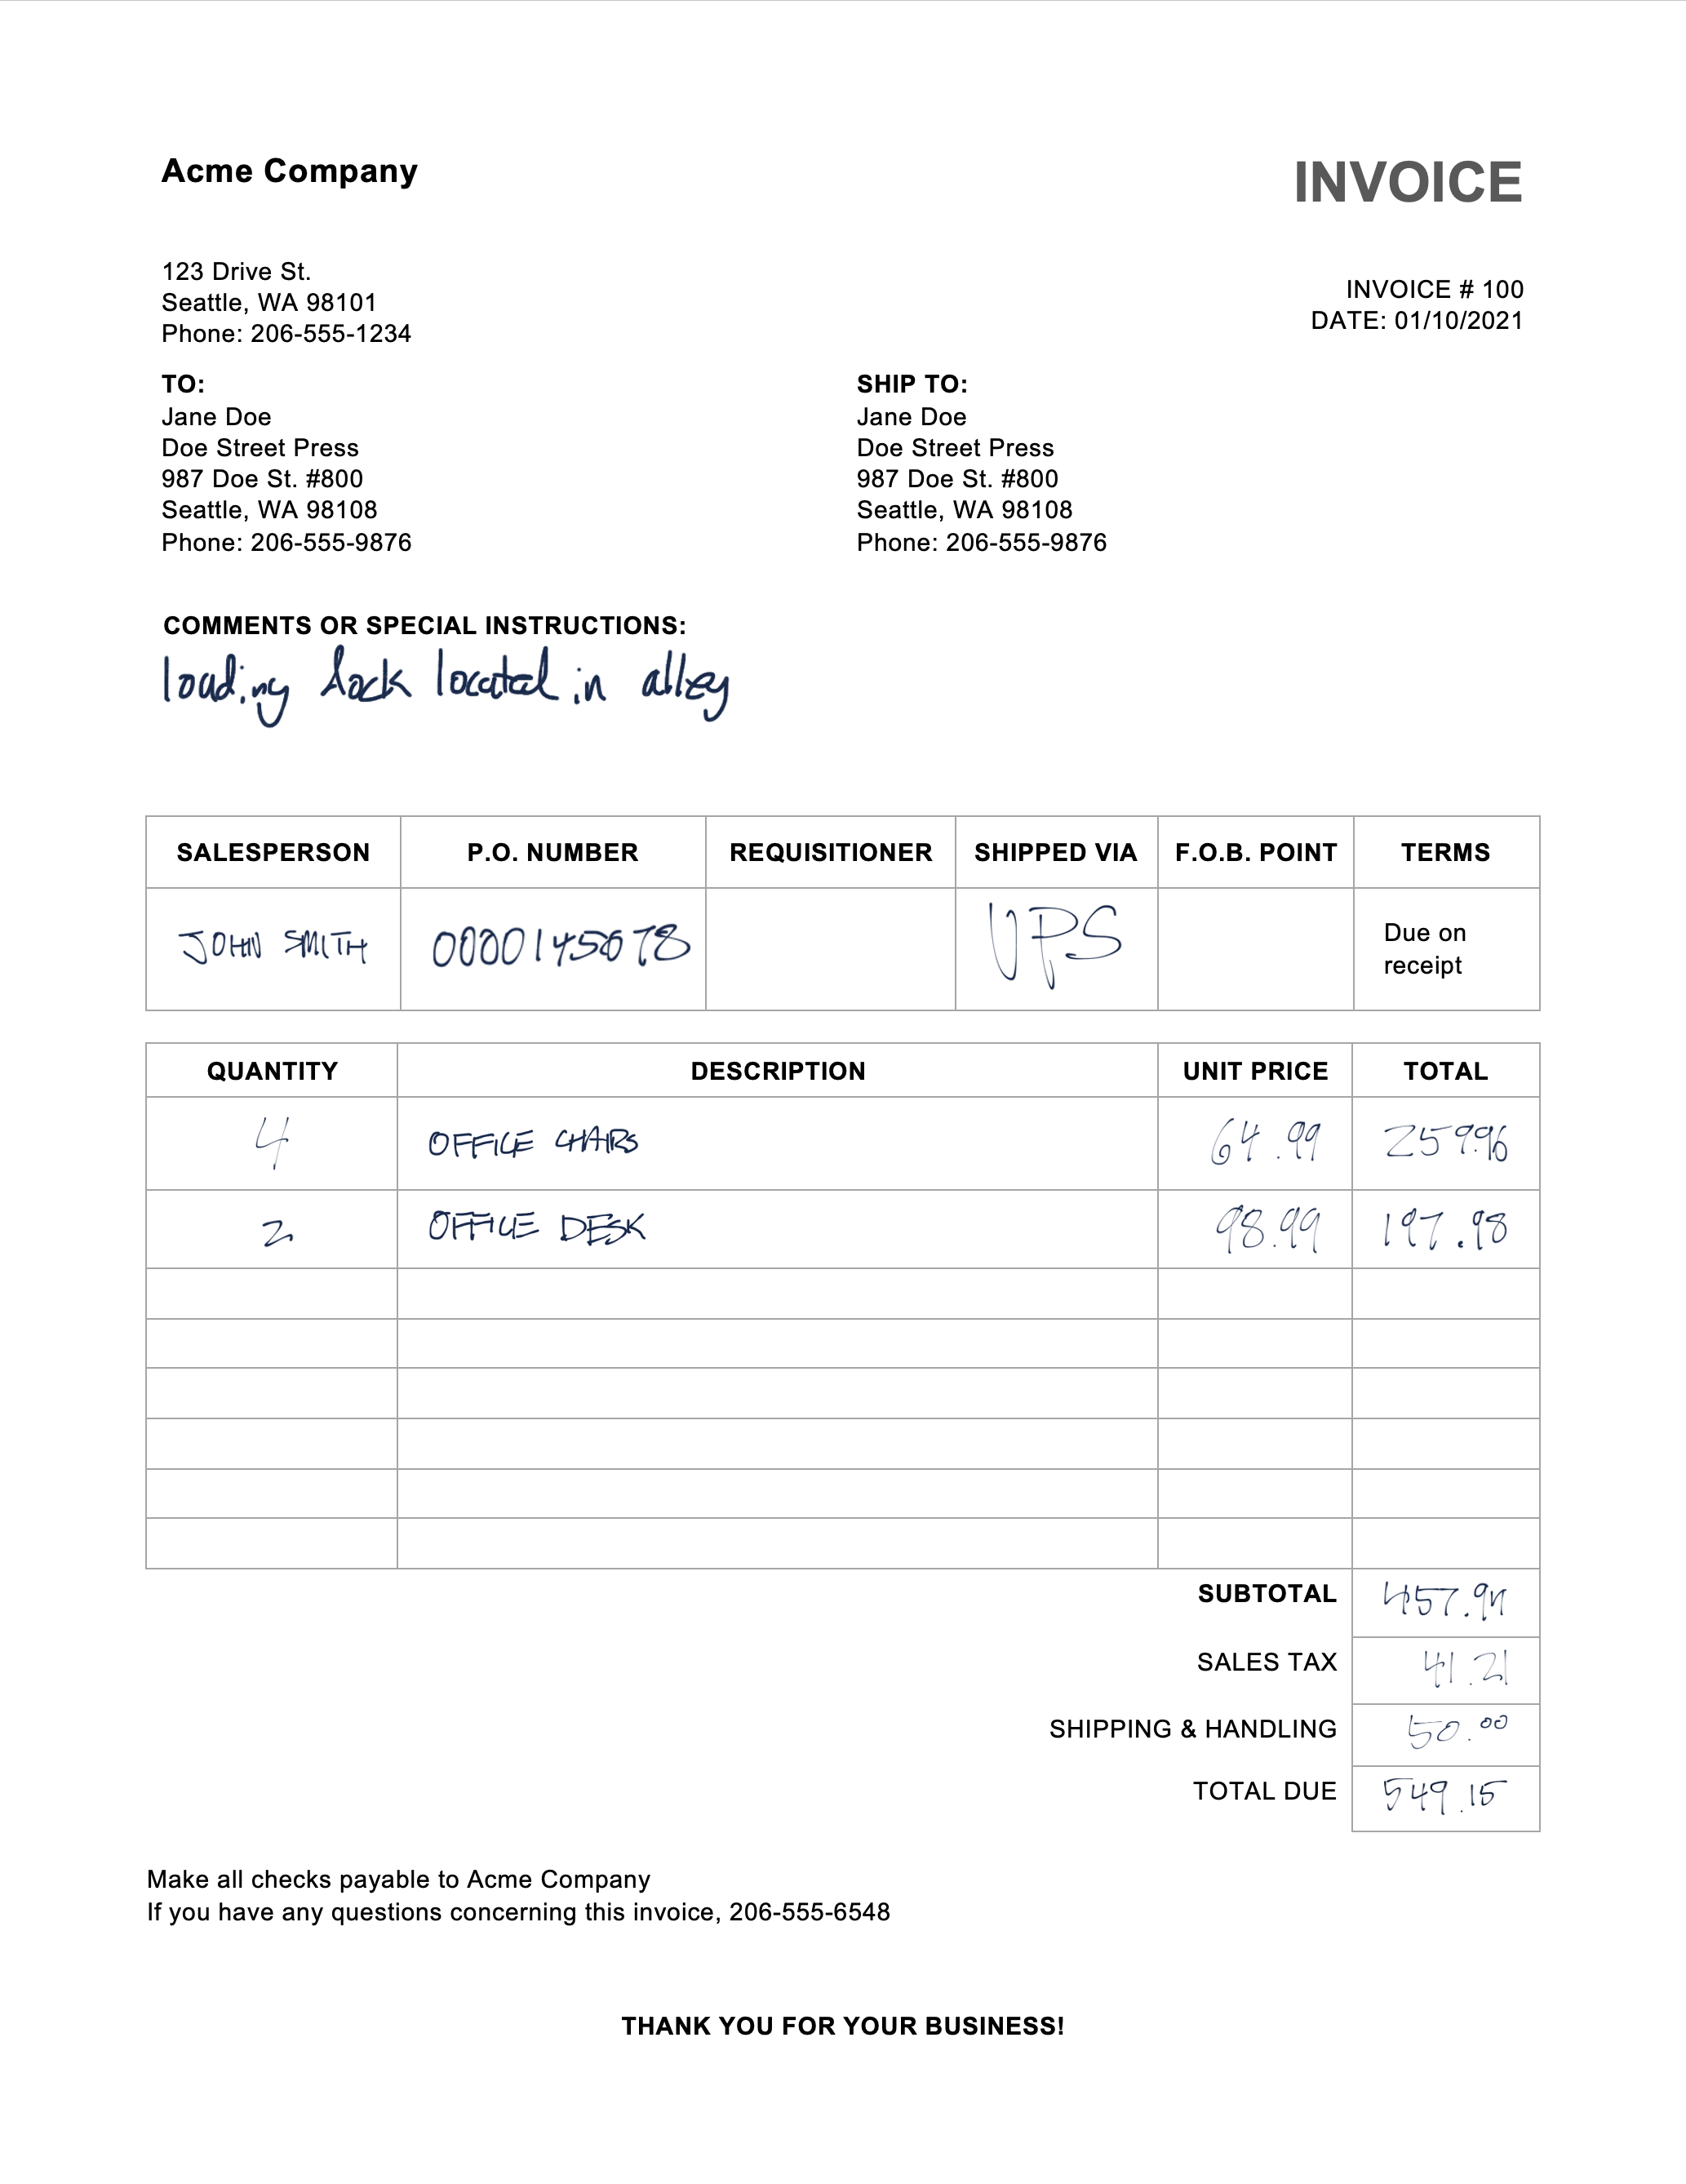 Acme Company
INVOICE
123 Drive St.
Seattle, WA 98101
Phone: 206-555-1234
INVOICE # 100
DATE: 01/10/2021
TO:
Jane Doe
Doe Street Press
987 Doe St. #800
Seattle, WA 98108
Phone: 206-555-9876
SHIP TO:
Jane Doe
Doe Street Press
987 Doe St. #800
Seattle, WA 98108
Phone: 206-555-9876
COMMENTS OR SPECIAL INSTRUCTIONS:
loading dock located in alley
SALESPERSON P.O. NUMBER REQUISITIONER SHIPPED VIA F.O.B. POINT TERMS
JOHN SMITH 0000145678 UPS Due on
receipt
QUANTITY DESCRIPTION UNIT PRICE TOTAL
4 OFFICE CHAIRS 64.99 259.96
2 OFFICE DESK 98.99 197.98
SUBTOTAL 457.94
SALES TAX 41.21
SHIPPING & HANDLING 50.00
TOTAL DUE 549.15
Make all checks payable to Acme Company
If you have any questions concerning this invoice, 206-555-6548
THANK YOU FOR YOUR BUSINESS!